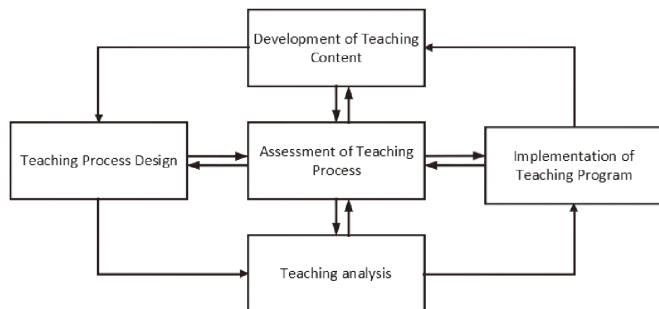 Development of Teaching
Content
Teaching Process Design
Assessment of Teaching
Process
Implementation of
Teaching Program
Teaching analysis